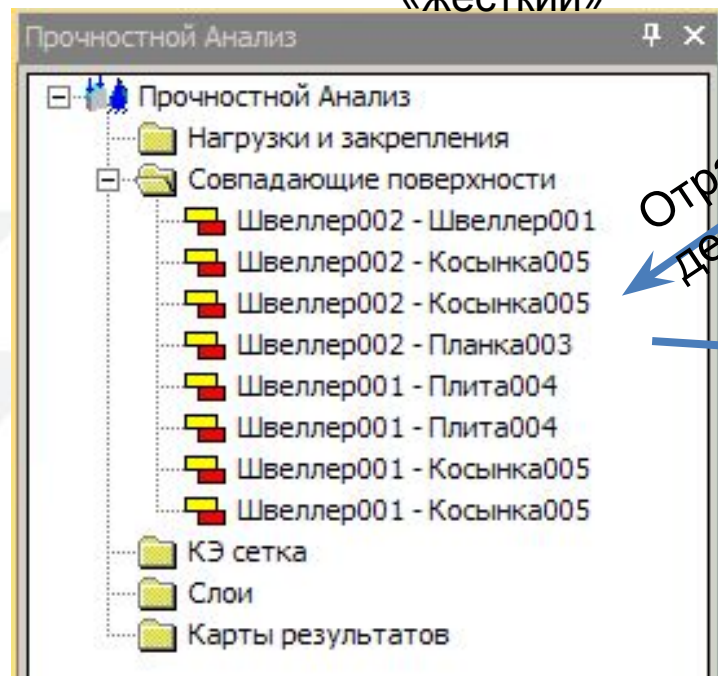 «жесткий»
Прочностной Анализ
Прочностной Анализ
Нагрузки и закрепления
Совпадающие поверхности
Швеллер002 - Швеллер001
Швеллер002 - Косынка005
Швеллер002 - Косынка005
Швеллер002 - Планка003
Швеллер001 - Плита004
Швеллер001 - Плита004
Швеллер001 - Косынка005
Швеллер001 - Косынка005
КЭ сетка
Слои
Карты результатов